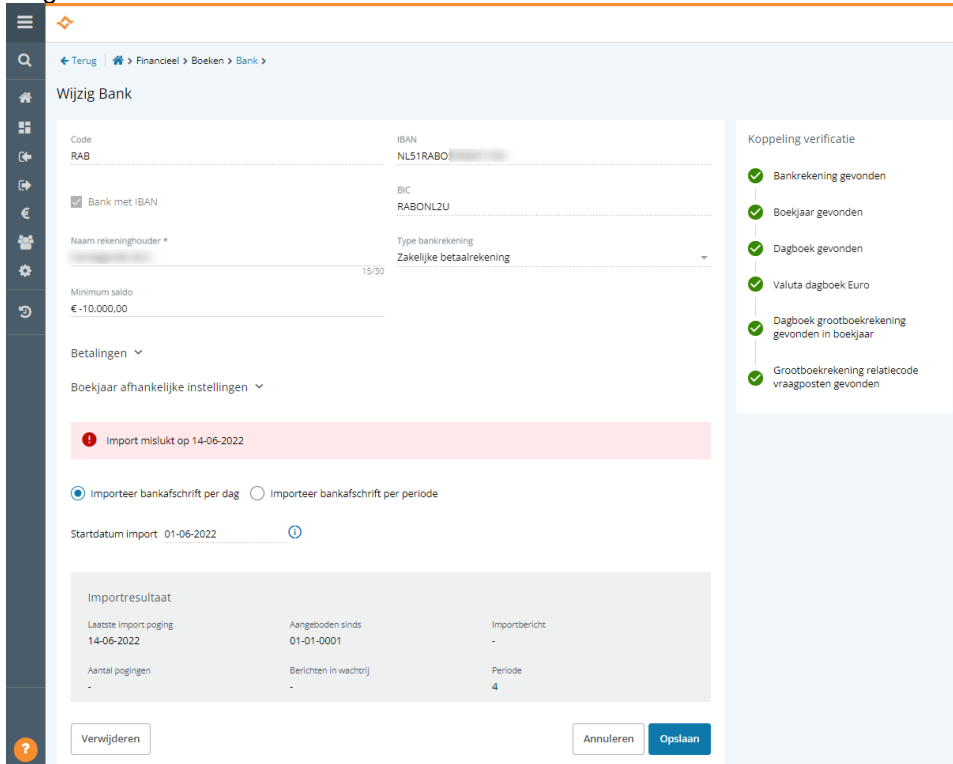 Terug
> Financieel > Boeken > Bank >
Wijzig Bank
Code
RAB
IBAN
NL51RABO
Bank met IBAN
BIC
RABONL2U
Naam rekeninghouder *
15/30
Type bankrekening
Zakelijke betaalrekening
Minimum saldo
€ -10.000,00
Betalingen
Boekjaar afhankelijke instellingen
Import mislukt op 14-06-2022
Importeer bankafschrift per dag
Importeer bankafschrift per periode
Startdatum import 01-06-2022
Importresultaat
Laatste import poging
14-06-2022
Aangeboden sinds
01-01-0001
Importbericht
-
Aantal pogingen
-
Berichten in wachtrij
-
Periode
4
Verwijderen
Annuleren
Opslaan
Koppeling verificatie
Bankrekening gevonden
Boekjaar gevonden
Dagboek gevonden
Valuta dagboek Euro
Dagboek grootboekrekening
gevonden in boekjaar
Grootboekrekening relatiecode
vraagposten gevonden
?